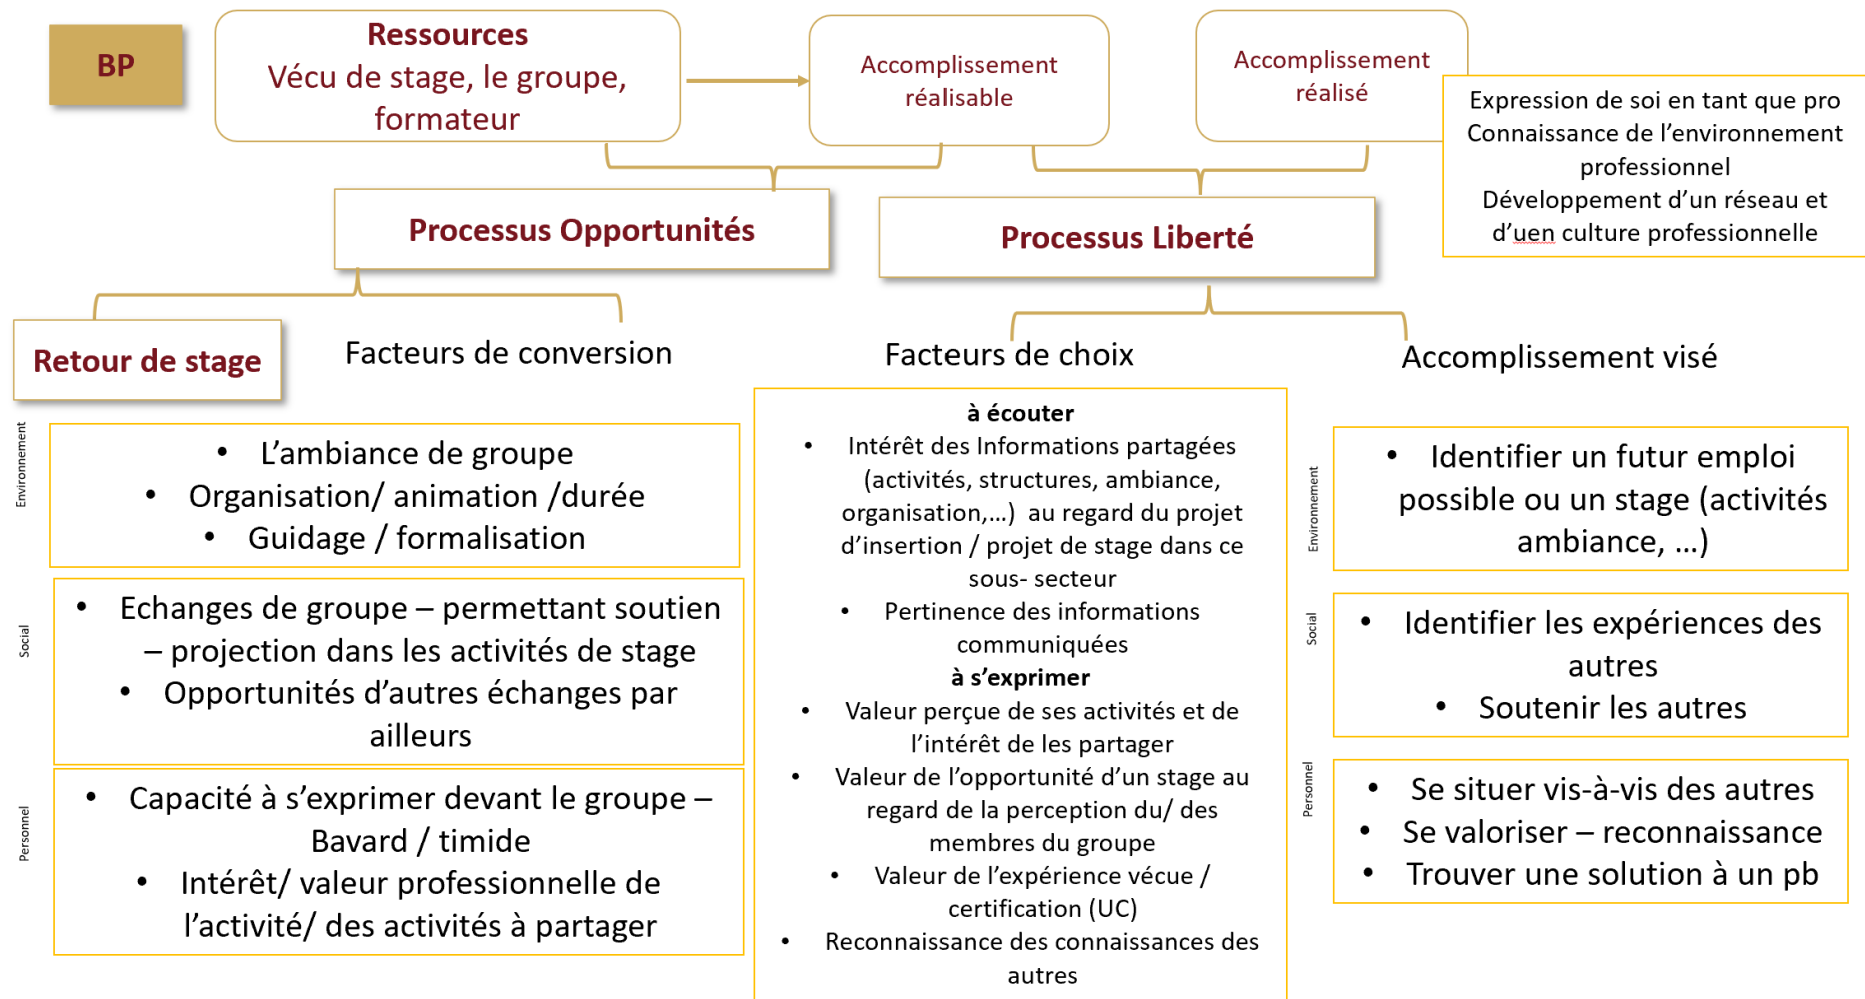 BP
Ressources
Vécu de stage, le groupe,
formateur
Accomplissement
réalisable
Accomplissement
réalisé
Expression de soi en tant que pro
Connaissance de l’environnement
professionnel
Développement d’un réseau et
d’uen culture professionnelle
Processus Opportunités
Processus Liberté
Retour de stage
Facteurs de conversion
Facteurs de choix
Accomplissement visé
Environnement
• L’ambiance de groupe
• Organisation/ animation /durée
• Guidage / formalisation
Social
• Echanges de groupe – permettant soutien
– projection dans les activités de stage
• Opportunités d’autres échanges par
ailleurs
Personnel
• Capacité à s’exprimer devant le groupe –
Bavard / timide
• Intérêt/ valeur professionnelle de
l’activité/ des activités à partager
à écouter
• Intérêt des Informations partagées
(activités, structures, ambiance,
organisation,…) au regard du projet
d’insertion / projet de stage dans ce
sous- secteur
• Pertinence des informations
communiquées
à s’exprimer
• Valeur perçue de ses activités et de
l’intérêt de les partager
• Valeur de l’opportunité d’un stage au
regard de la perception du/ des
membres du groupe
• Valeur de l’expérience vécue /
certification (UC)
• Reconnaissance des connaissances des
autres
Environnement
• Identifier un futur emploi
possible ou un stage (activités
ambiance, …)
Social
• Identifier les expériences des
autres
• Soutenir les autres
Personnel
• Se situer vis-à-vis des autres
• Se valoriser – reconnaissance
• Trouver une solution à un pb